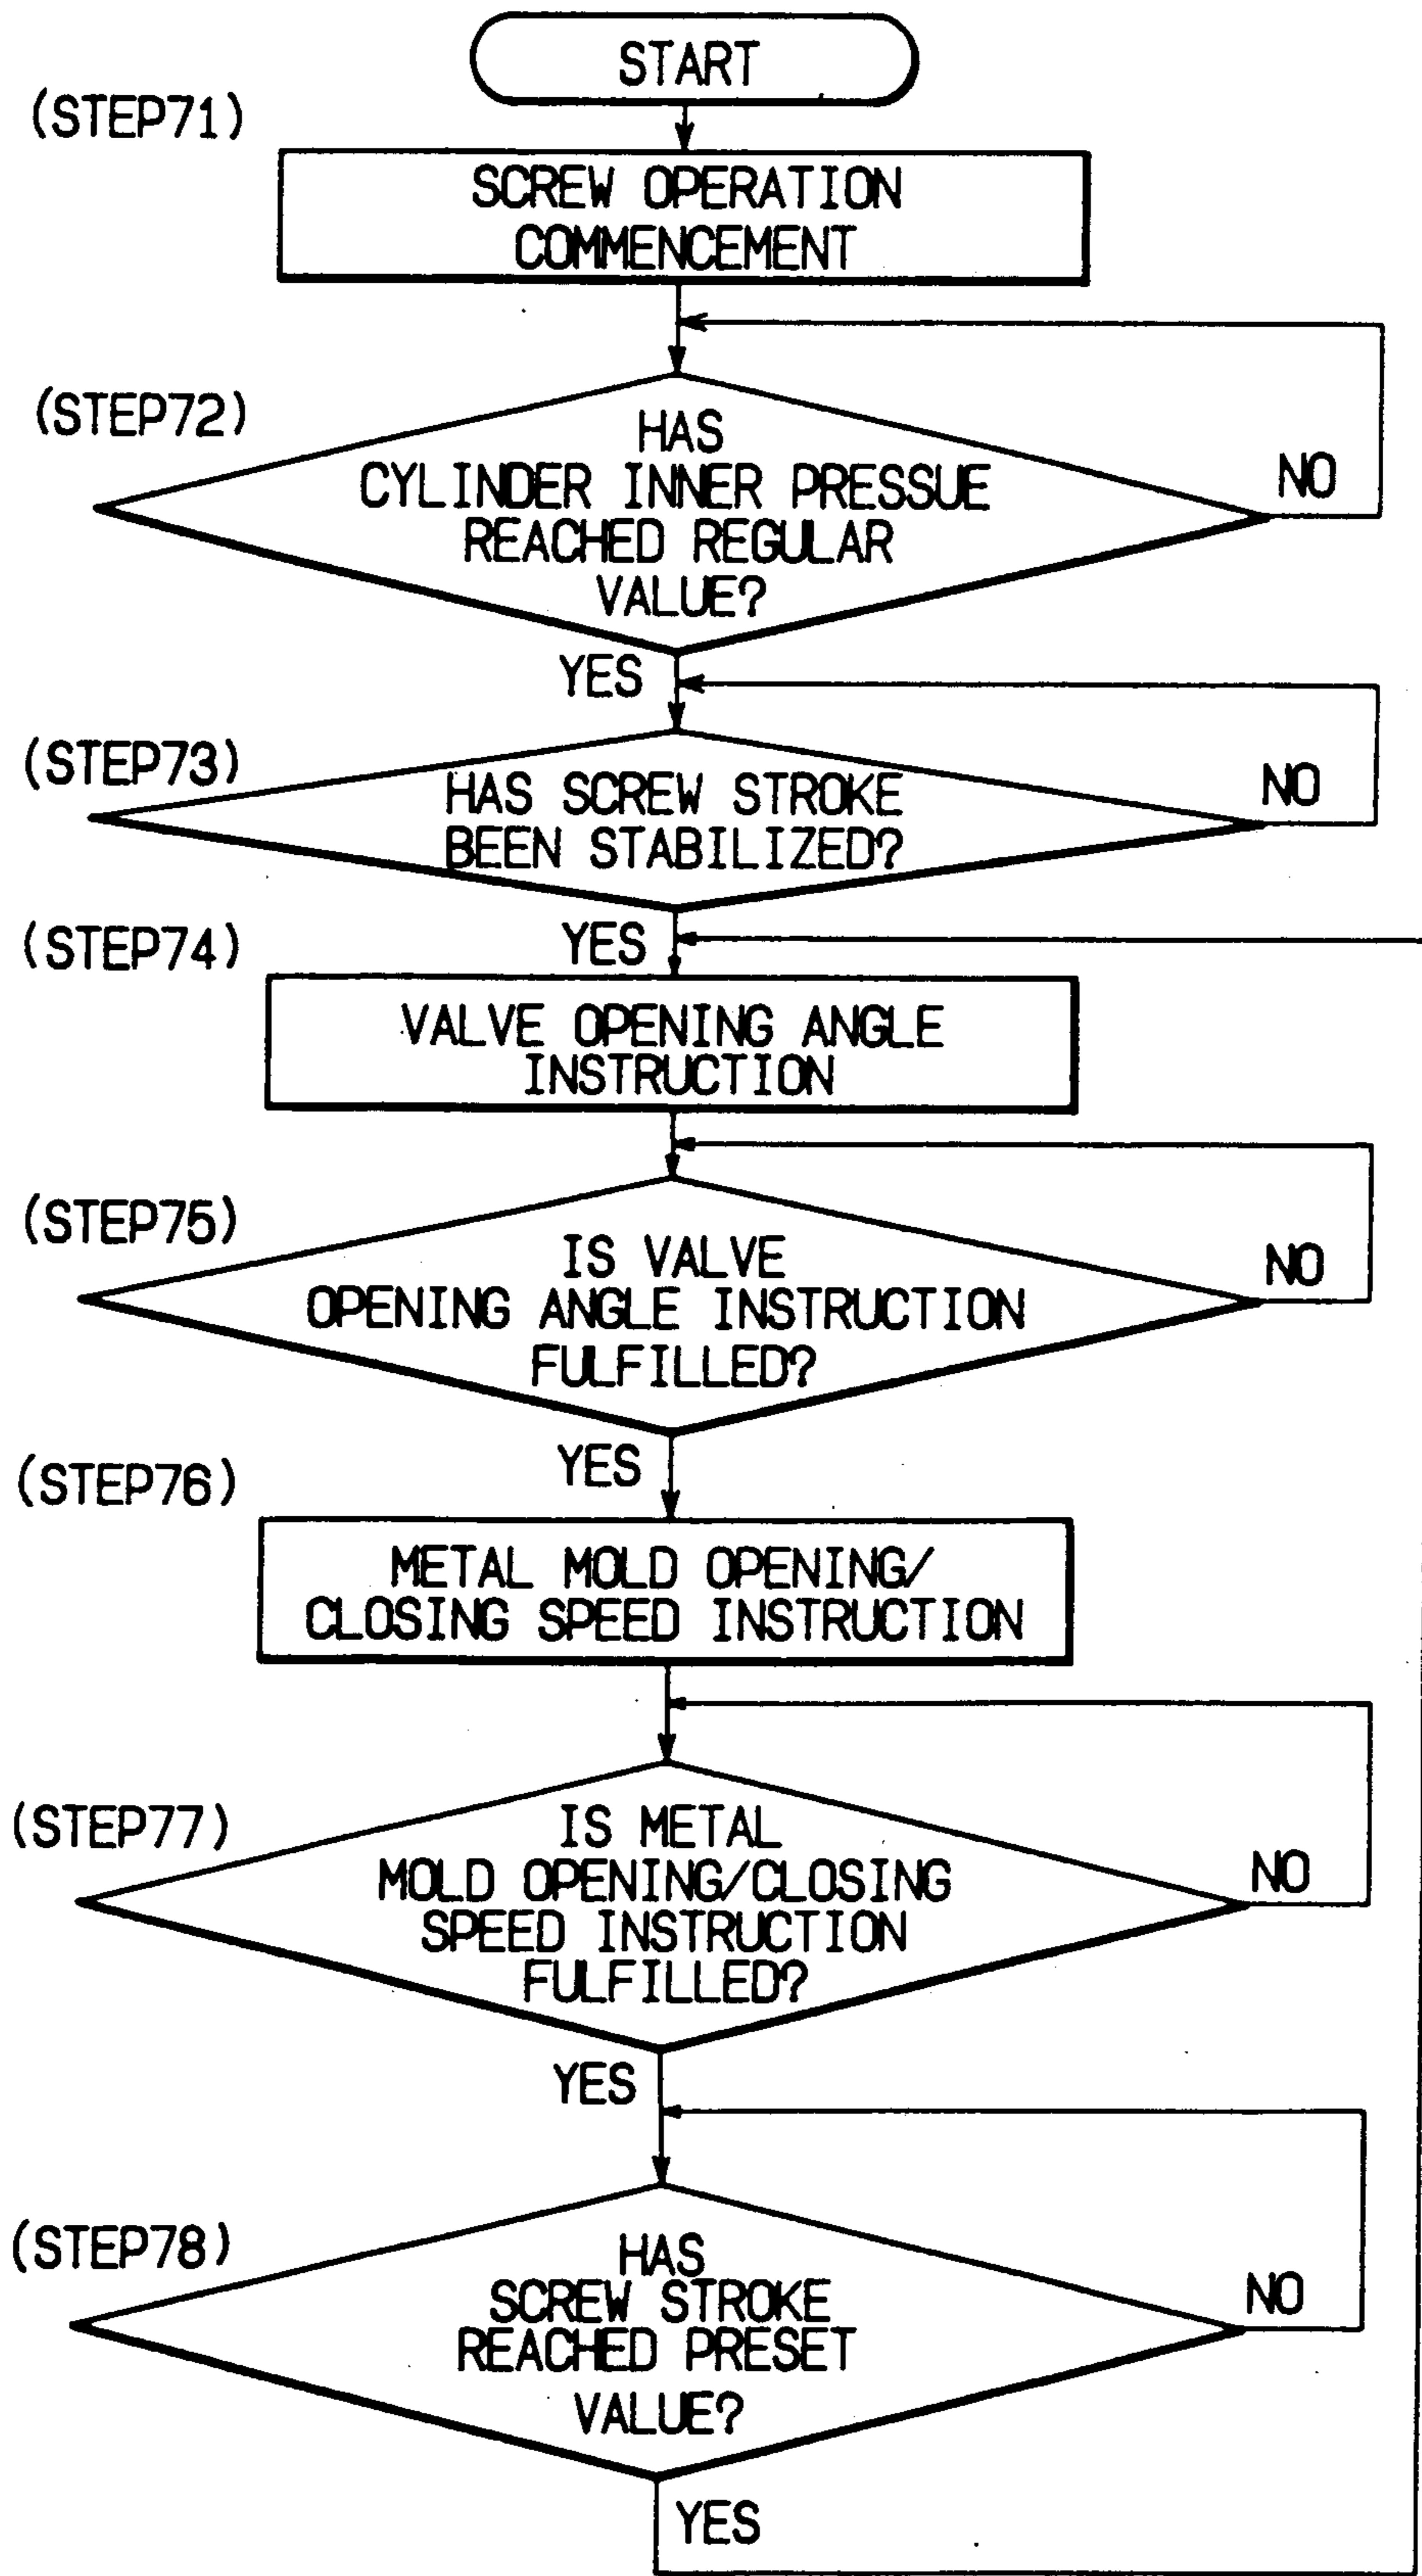 START
(STEP71)
SCREW OPERATION
COMMENCEMENT
(STEP72)
HAS
CYLINDER INNER PRESSUE
REACHED REGULAR
VALUE?
NO
YES
(STEP73)
HAS SCREW STROKE
BEEN STABILIZED?
NO
YES
(STEP74)
VALVE OPENING ANGLE
INSTRUCTION
(STEP75)
IS VALVE
OPENING ANGLE INSTRUCTION
FULFILLED?
NO
YES
(STEP76)
METAL MOLD OPENING/
CLOSING SPEED INSTRUCTION
(STEP77)
IS METAL
MOLD OPENING/CLOSING
SPEED INSTRUCTION
FULFILLED?
NO
YES
(STEP78)
HAS
SCREW STROKE
REACHED PRESET
VALUE?
NO
YES